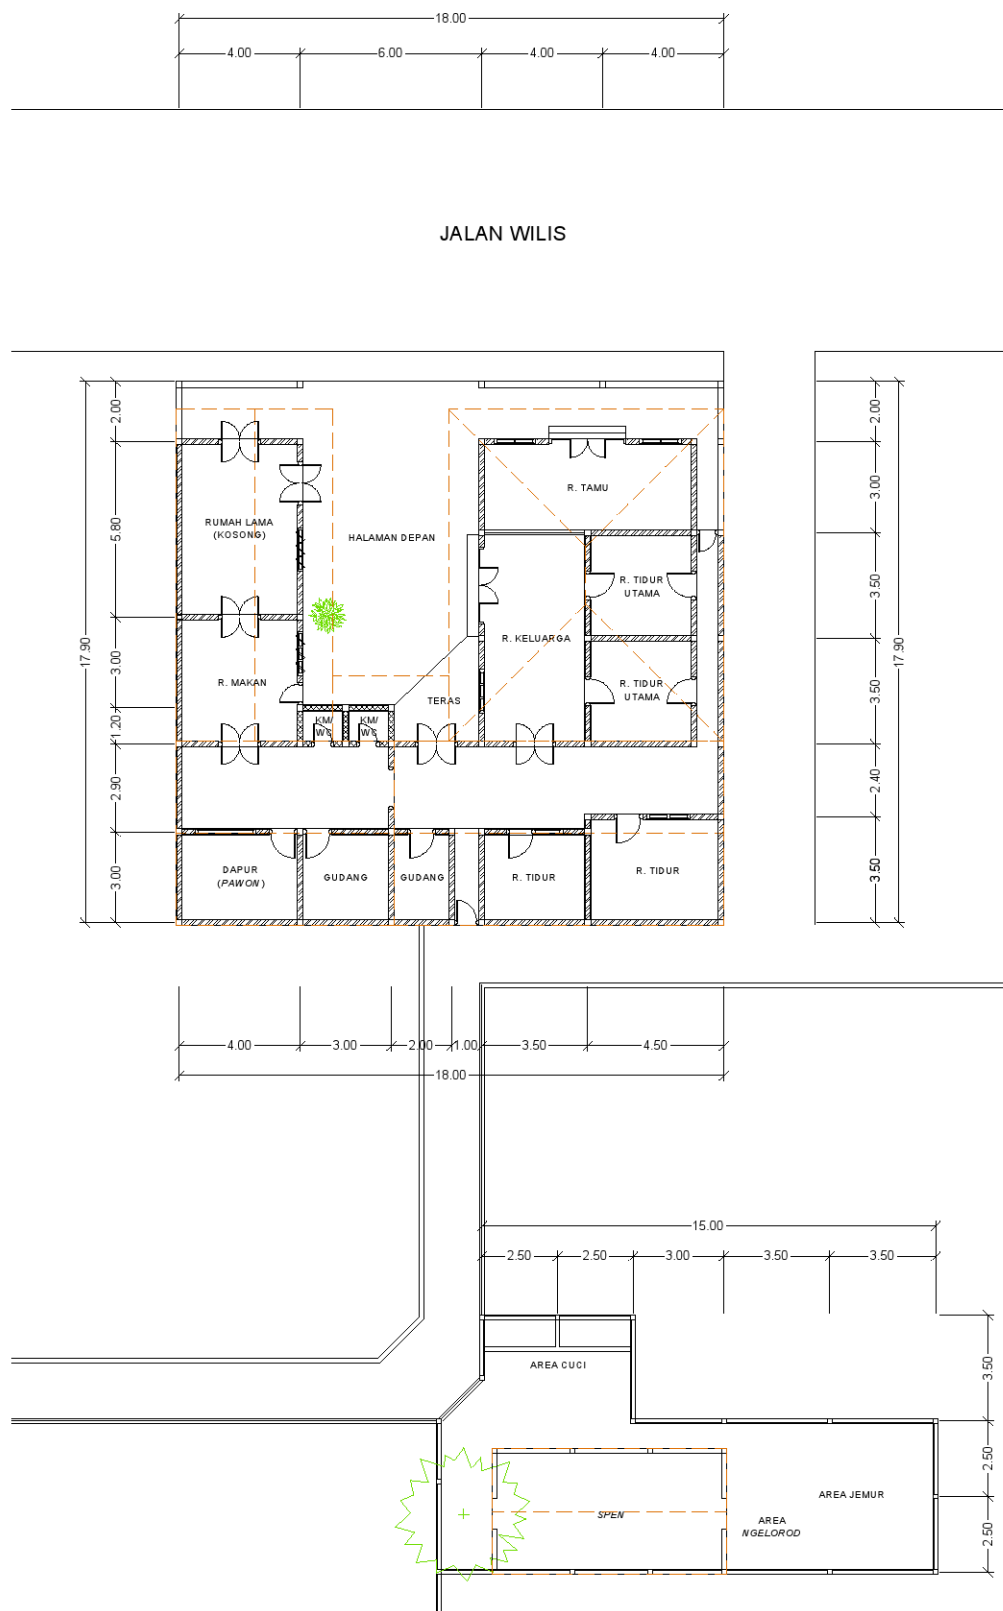 18.00
4.00 6.00 4.00 4.00
JALAN WILIS
2.00
5.80
3.00
1.20
2.90
3.00
17.90
2.00
3.00
3.50
3.50
2.40
3.50
17.90
R. TAMU
RUMAH LAMA
(KOSONG)
HALAMAN DEPAN
R. TIDUR
UTAMA
R. KELUARGA
R. MAKAN
R. TIDUR
UTAMA
TERAS
KM/
WC
KM/
WC
DAPUR
(PAWON)
GUDANG
GUDANG
R. TIDUR
R. TIDUR
4.00 3.00 2.00 1.00 3.50 4.50
18.00
15.00
2.50 2.50 3.00 3.50 3.50
3.50
2.50
2.50
AREA CUCI
AREA JEMUR
SPEN
AREA
NGELOROD